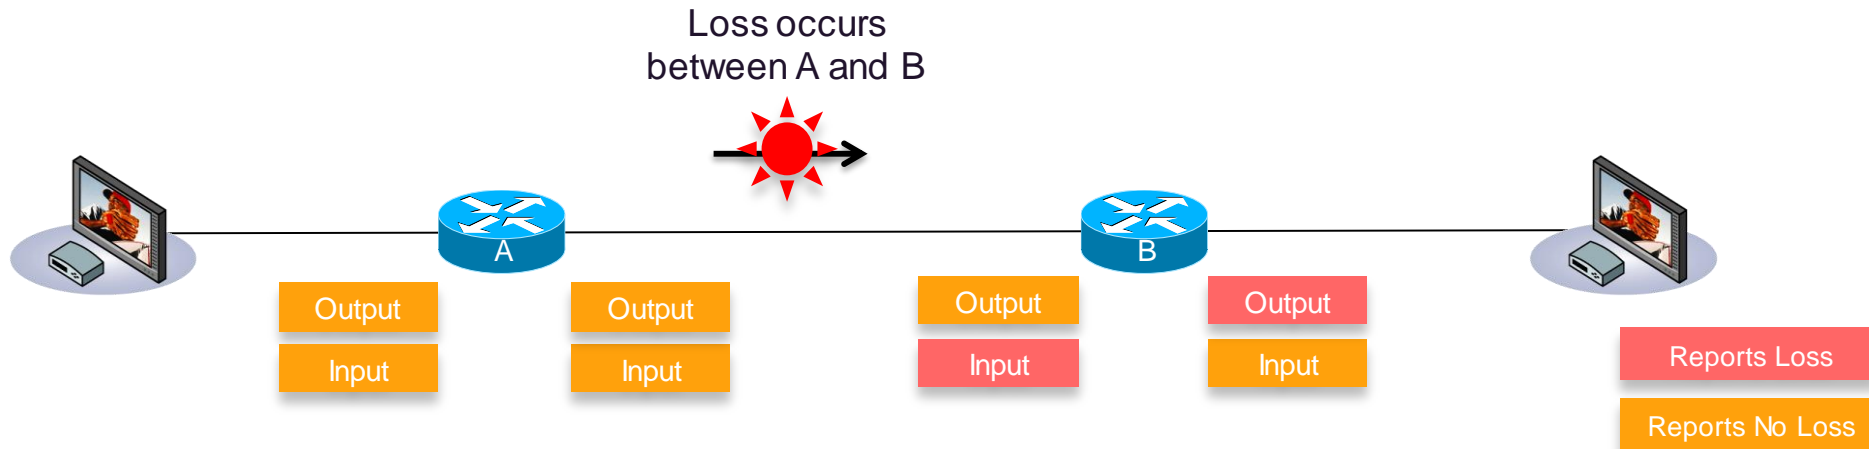 Loss occurs
between A and B
A
B
Output
Output
Output
Output
Input
Input
Input
Input
Reports Loss
Reports No Loss